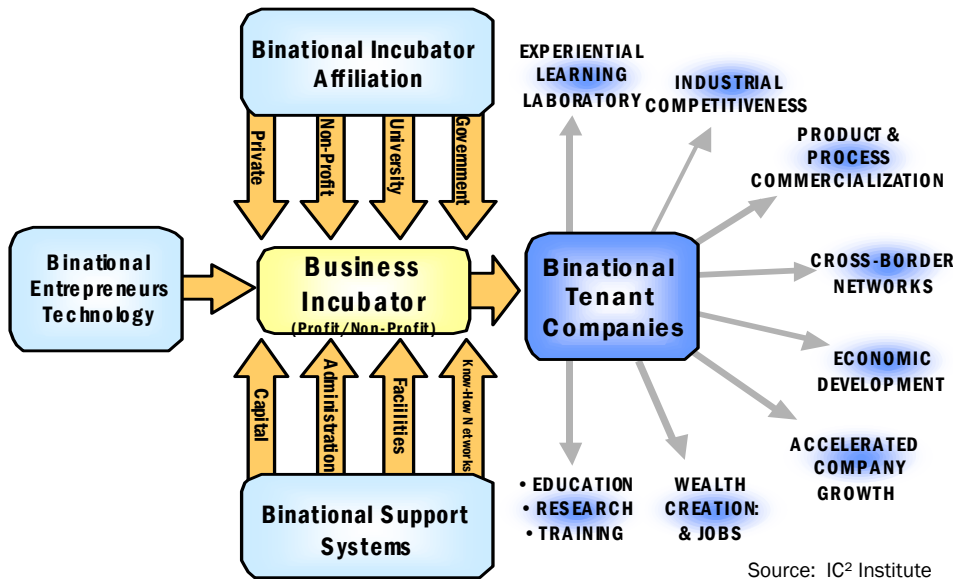 Binational Incubator
Affiliation
Private
Non-Profit
University
Government
Binational
Entrepreneurs
Technology
Business
Incubator
(Profit/Non-Profit)
Binational
Tenant
Companies
Capital
Administration
Faciilities
Know-How Networks
Binational Support
Systems
EXPERIENTIAL
LEARNING
LABORATORY
INDUSTRIAL
COMPETITIVENESS
PRODUCT &
PROCESS
COMMERCIALIZATION
CROSS-BORDER
NETWORKS
ECONOMIC
DEVELOPMENT
ACCELERATED
COMPANY
GROWTH
WEALTH
CREATION:
& JOBS
• EDUCATION
• RESEARCH
• TRAINING
Source: IC² Institute